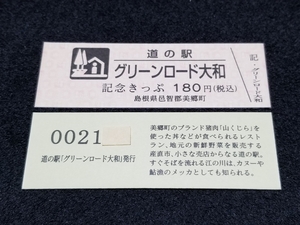 道の駅
グリーンロード大和
記念きっぷ 180円(税込)
島根県邑智郡美郷町
記・グリーンロード大和
0021
道の駅「グリーンロード大和」発行
美郷町のブランド猪肉「山くじら」を
使った丼などが食べられるレスト
ラン、地元の新鮮野菜を販売する
産直市、小さな売店からなる道の駅。
すぐそばを流れる江の川は、カヌーや
鮎漁のメッカとしても知られる。